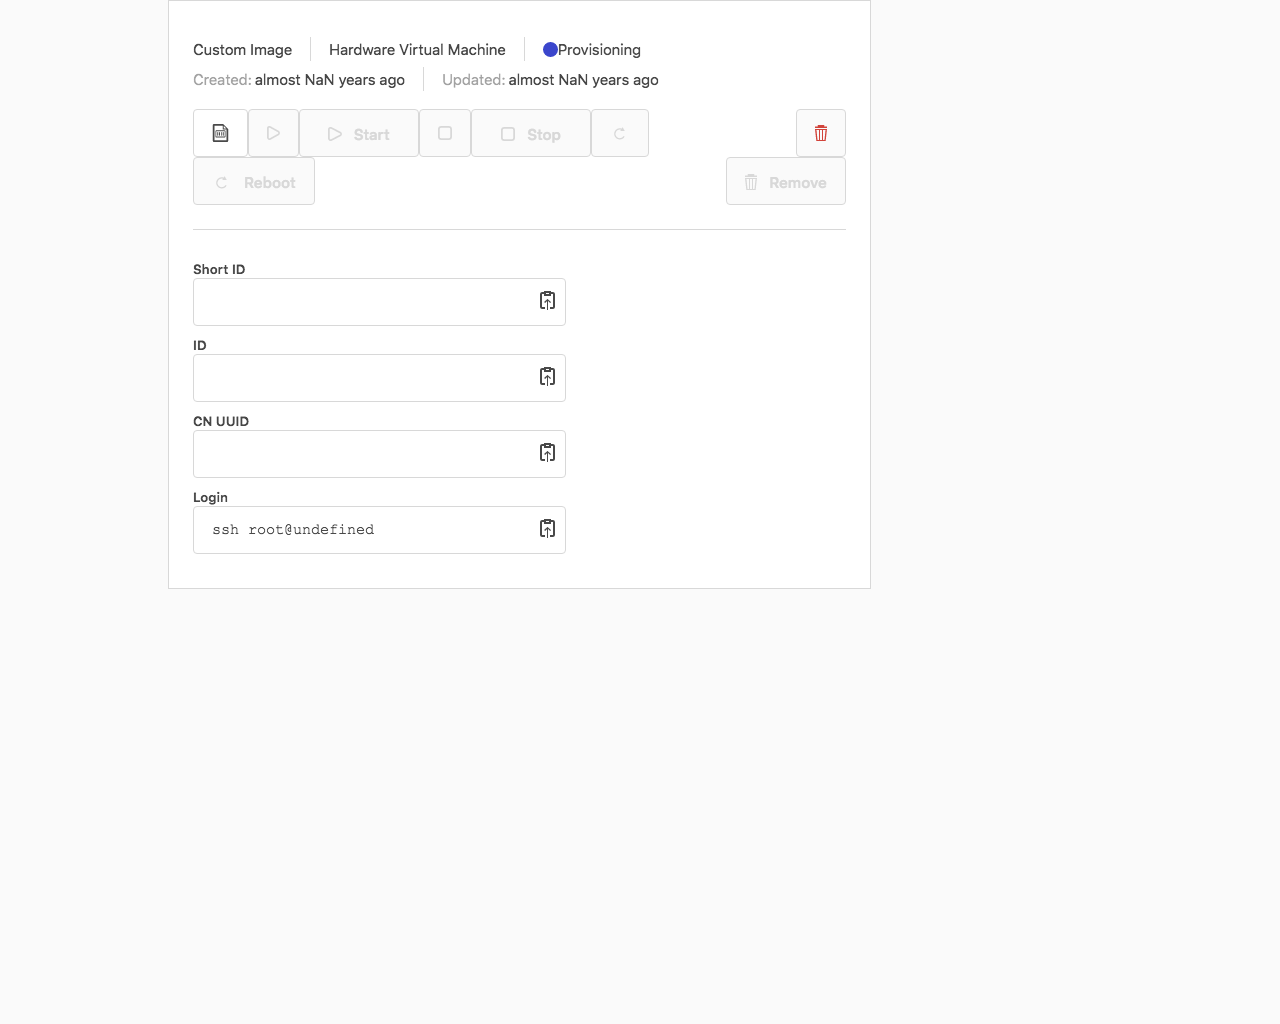 Custom Image Hardware Virtual Machine Provisioning
Created: almost NaN years ago Updated: almost NaN years ago
Start Stop
Reboot Remove
Short ID
ID
CN UUID
Login
ssh root@undefined